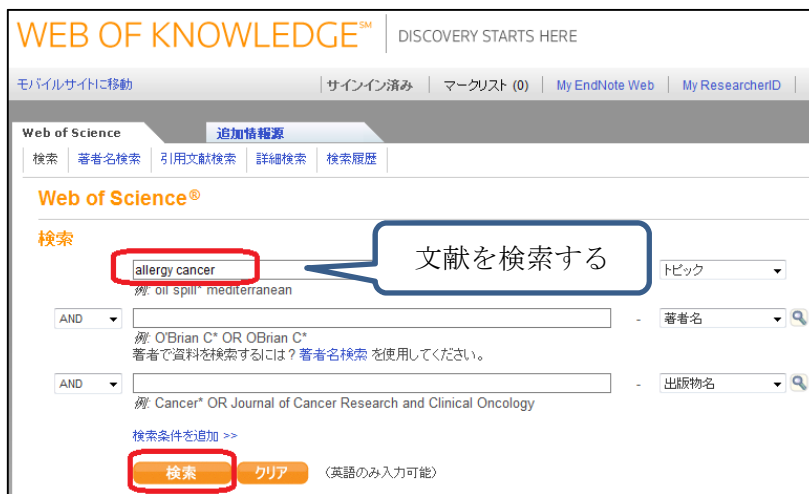 WEB OF KNOWLEDGE℠ DISCOVERY STARTS HERE
モバイルサイトに移動 サインイン済み マークリスト (0) My EndNote Web My ResearcherID
Web of Science 追加情報源
検索 著者名検索 引用文献検索 詳細検索 検索履歴
Web of Science®
検索
allergy cancer 文献を検索する トピック
例: oil spill* mediterranean
AND - 著者名
例: O'Brian C* OR OBrian C*
著者で資料を検索するには？著者名検索 を使用してください。
AND - 出版物名
例: Cancer* OR Journal of Cancer Research and Clinical Oncology
検索条件を追加 >>
検索 クリア (英語のみ入力可能)